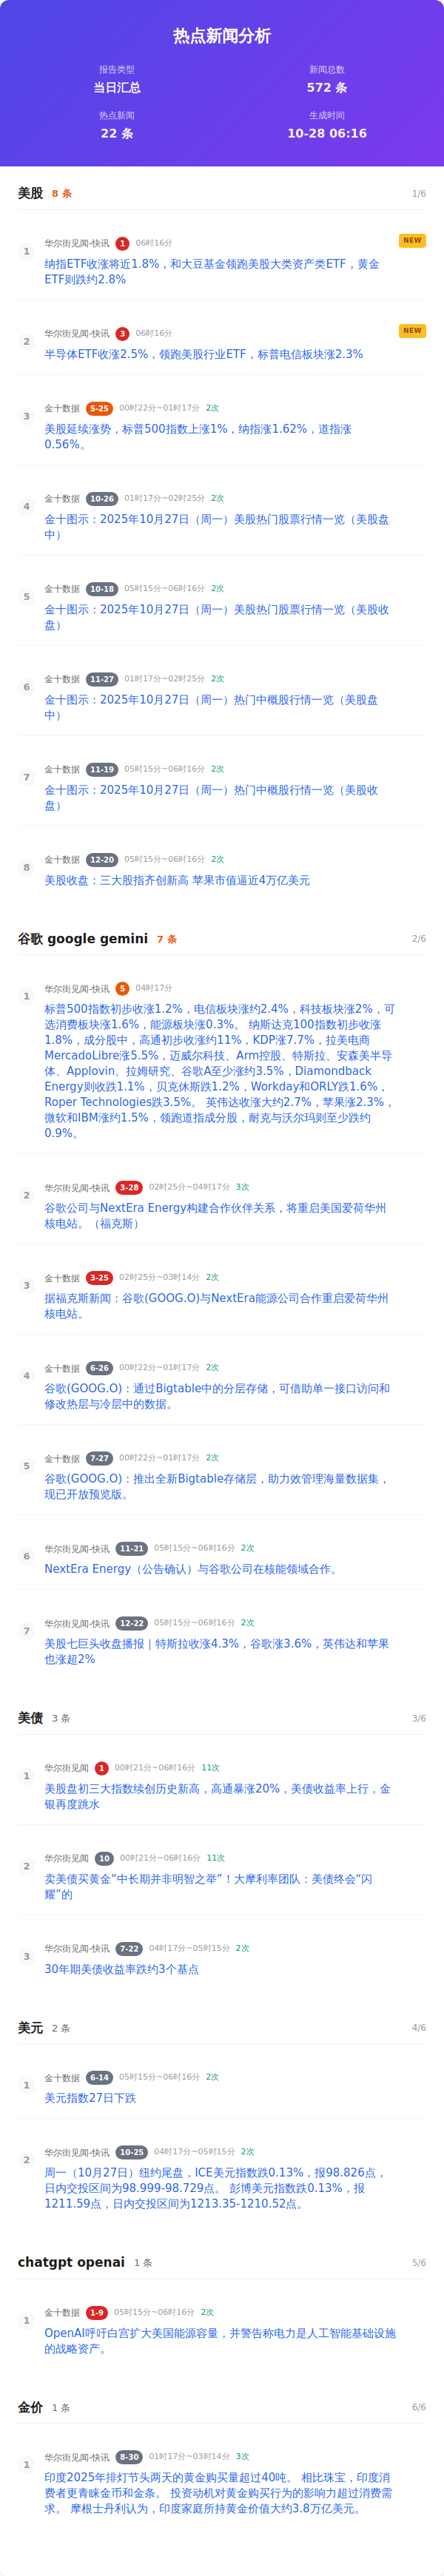 热点新闻分析
报告类型
当日汇总
新闻总数
572 条
热点新闻
22 条
生成时间
10-28 06:16
美股 8 条 1/6
1 华尔街见闻-快讯 1 06时16分 NEW
纳指ETF收涨将近1.8%，和大豆基金领跑美股大类资产类ETF，黄金
ETF则跌约2.8%
2 华尔街见闻-快讯 3 06时16分 NEW
半导体ETF收涨2.5%，领跑美股行业ETF，标普电信板块涨2.3%
3 金十数据 5-25 00时22分~01时17分 2次
美股延续涨势，标普500指数上涨1%，纳指涨1.62%，道指涨
0.56%。
4 金十数据 10-26 01时17分~02时25分 2次
金十图示：2025年10月27日（周一）美股热门股票行情一览（美股盘
中）
5 金十数据 10-18 05时15分~06时16分 2次
金十图示：2025年10月27日（周一）美股热门股票行情一览（美股收
盘）
6 金十数据 11-27 01时17分~02时25分 2次
金十图示：2025年10月27日（周一）热门中概股行情一览（美股盘
中）
7 金十数据 11-19 05时15分~06时16分 2次
金十图示：2025年10月27日（周一）热门中概股行情一览（美股收
盘）
8 金十数据 12-20 05时15分~06时16分 2次
美股收盘：三大股指齐创新高 苹果市值逼近4万亿美元
谷歌 google gemini 7 条 2/6
1 华尔街见闻-快讯 5 04时17分
标普500指数初步收涨1.2%，电信板块涨约2.4%，科技板块涨2%，可
选消费板块涨1.6%，能源板块涨0.3%。 纳斯达克100指数初步收涨
1.8%，成分股中，高通初步收涨约11%，KDP涨7.7%，拉美电商
MercadoLibre涨5.5%，迈威尔科技、Arm控股、特斯拉、安森美半导
体、Applovin、拉姆研究、谷歌A至少涨约3.5%，Diamondback
Energy则收跌1.1%，贝克休斯跌1.2%，Workday和ORLY跌1.6%，
Roper Technologies跌3.5%。 英伟达收涨大约2.7%，苹果涨2.3%，
微软和IBM涨约1.5%，领跑道指成分股，耐克与沃尔玛则至少跌约
0.9%。
2 华尔街见闻-快讯 3-28 02时25分~04时17分 3次
谷歌公司与NextEra Energy构建合作伙伴关系，将重启美国爱荷华州
核电站。（福克斯）
3 金十数据 3-25 02时25分~03时14分 2次
据福克斯新闻：谷歌(GOOG.O)与NextEra能源公司合作重启爱荷华州
核电站。
4 金十数据 6-26 00时22分~01时17分 2次
谷歌(GOOG.O)：通过Bigtable中的分层存储，可借助单一接口访问和
修改热层与冷层中的数据。
5 金十数据 7-27 00时22分~01时17分 2次
谷歌(GOOG.O)：推出全新Bigtable存储层，助力效管理海量数据集，
现已开放预览版。
6 华尔街见闻-快讯 11-21 05时15分~06时16分 2次
NextEra Energy（公告确认）与谷歌公司在核能领域合作。
7 华尔街见闻-快讯 12-22 05时15分~06时16分 2次
美股七巨头收盘播报｜特斯拉收涨4.3%，谷歌涨3.6%，英伟达和苹果
也涨超2%
美债 3 条 3/6
1 华尔街见闻 1 00时21分~06时16分 11次
美股盘初三大指数续创历史新高，高通暴涨20%，美债收益率上行，金
银再度跳水
2 华尔街见闻 10 00时21分~06时16分 11次
卖美债买黄金“中长期并非明智之举”！大摩利率团队：美债终会“闪
耀”的
3 华尔街见闻-快讯 7-22 04时17分~05时15分 2次
30年期美债收益率跌约3个基点
美元 2 条 4/6
1 金十数据 6-14 05时15分~06时16分 2次
美元指数27日下跌
2 华尔街见闻-快讯 10-25 04时17分~05时15分 2次
周一（10月27日）纽约尾盘，ICE美元指数跌0.13%，报98.826点，
日内交投区间为98.999-98.729点。 彭博美元指数跌0.13%，报
1211.59点，日内交投区间为1213.35-1210.52点。
chatgpt openai 1 条 5/6
1 金十数据 1-9 05时15分~06时16分 2次
OpenAI呼吁白宫扩大美国能源容量，并警告称电力是人工智能基础设施
的战略资产。
金价 1 条 6/6
1 华尔街见闻-快讯 8-30 01时17分~03时14分 3次
印度2025年排灯节头两天的黄金购买量超过40吨。 相比珠宝，印度消
费者更青睐金币和金条。 投资动机对黄金购买行为的影响力超过消费需
求。 摩根士丹利认为，印度家庭所持黄金价值大约3.8万亿美元。